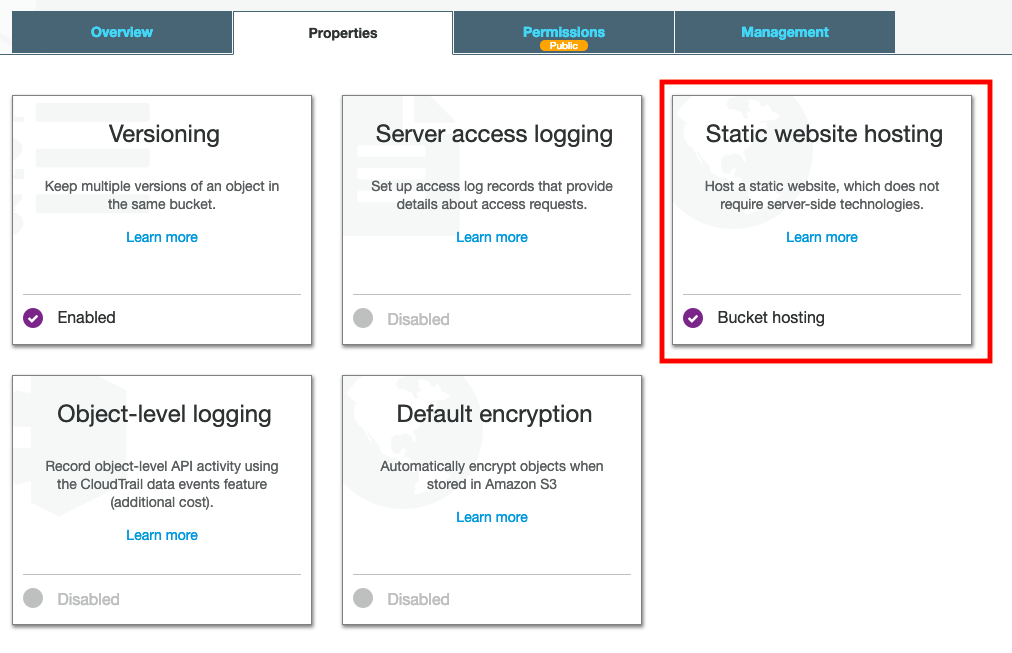 Overview
Properties
Permissions
Public
Management
Versioning
Keep multiple versions of an object in
the same bucket.
Learn more
Enabled
Server access logging
Set up access log records that provide
details about access requests.
Learn more
Disabled
Static website hosting
Host a static website, which does not
require server-side technologies.
Learn more
Bucket hosting
Object-level logging
Record object-level API activity using
the CloudTrail data events feature
(additional cost).
Learn more
Disabled
Default encryption
Automatically encrypt objects when
stored in Amazon S3
Learn more
Disabled